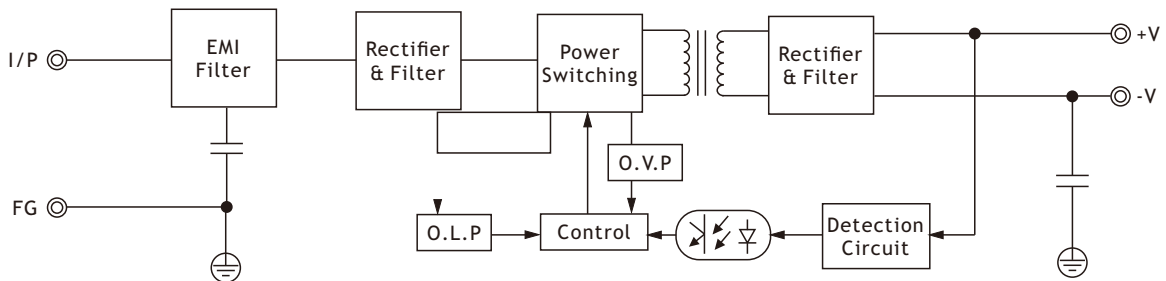 I/P
EMI
Filter
Rectifier
& Filter
Power
Switching
Rectifier
& Filter
+V
-V
O.V.P
FG
O.L.P
Control
Detection
Circuit